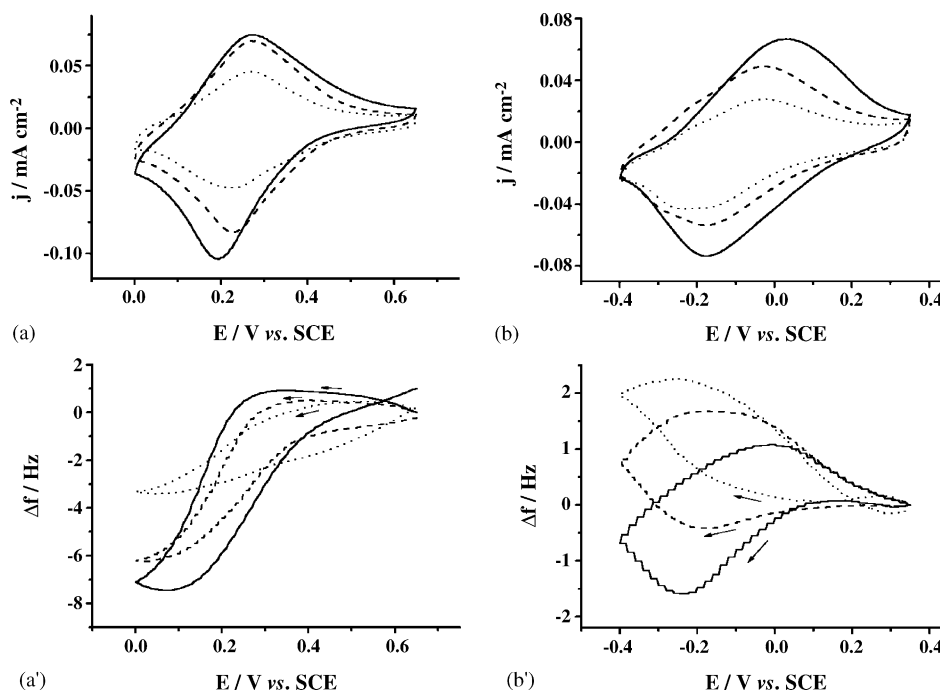 0.05
0.00
-0.05
-0.10
j / mA cm⁻²
0.0 0.2 0.4 0.6
(a) E / V vs. SCE
0.08
0.04
0.00
-0.04
-0.08
j / mA cm⁻²
-0.4 -0.2 0.0 0.2 0.4
(b) E / V vs. SCE
2
0
-2
-4
-6
-8
Δf / Hz
0.0 0.2 0.4 0.6
(a') E / V vs. SCE
2
1
0
-1
-2
Δf / Hz
-0.4 -0.2 0.0 0.2 0.4
(b') E / V vs. SCE